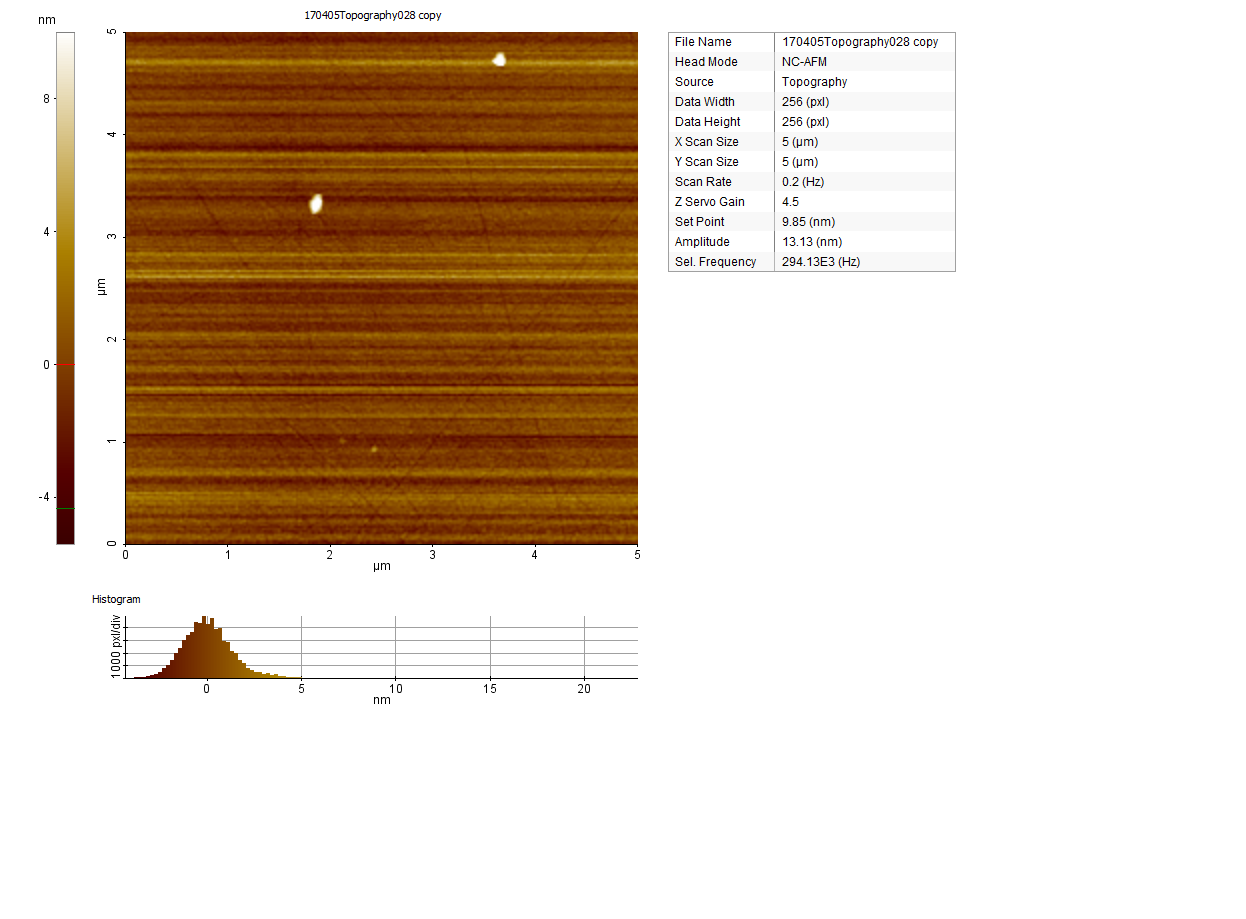 170405Topography028 copy
nm
8
4
0
-4
5
4
3
2
1
0
µm
0 1 2 3 4 5
µm
File Name 170405Topography028 copy
Head Mode NC-AFM
Source Topography
Data Width 256 (pxl)
Data Height 256 (pxl)
X Scan Size 5 (µm)
Y Scan Size 5 (µm)
Scan Rate 0.2 (Hz)
Z Servo Gain 4.5
Set Point 9.85 (nm)
Amplitude 13.13 (nm)
Sel. Frequency 294.13E3 (Hz)
Histogram
1000 pxl/div
0 5 10 15 20
nm